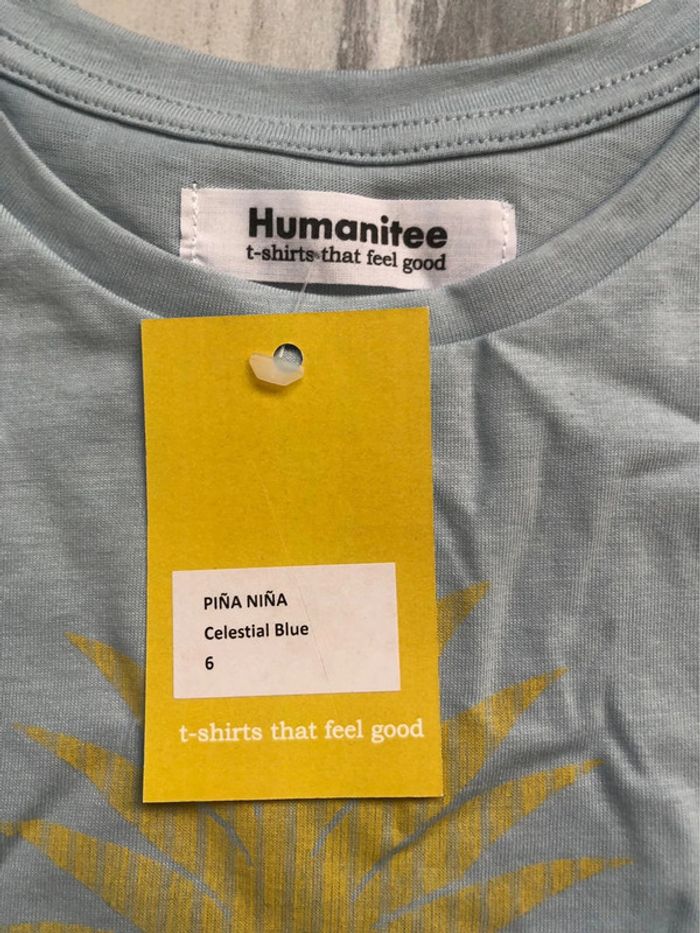 Humanitee
t-shirts that feel good
PIÑA NIÑA
Celestial Blue
6
t-shirts that feel good